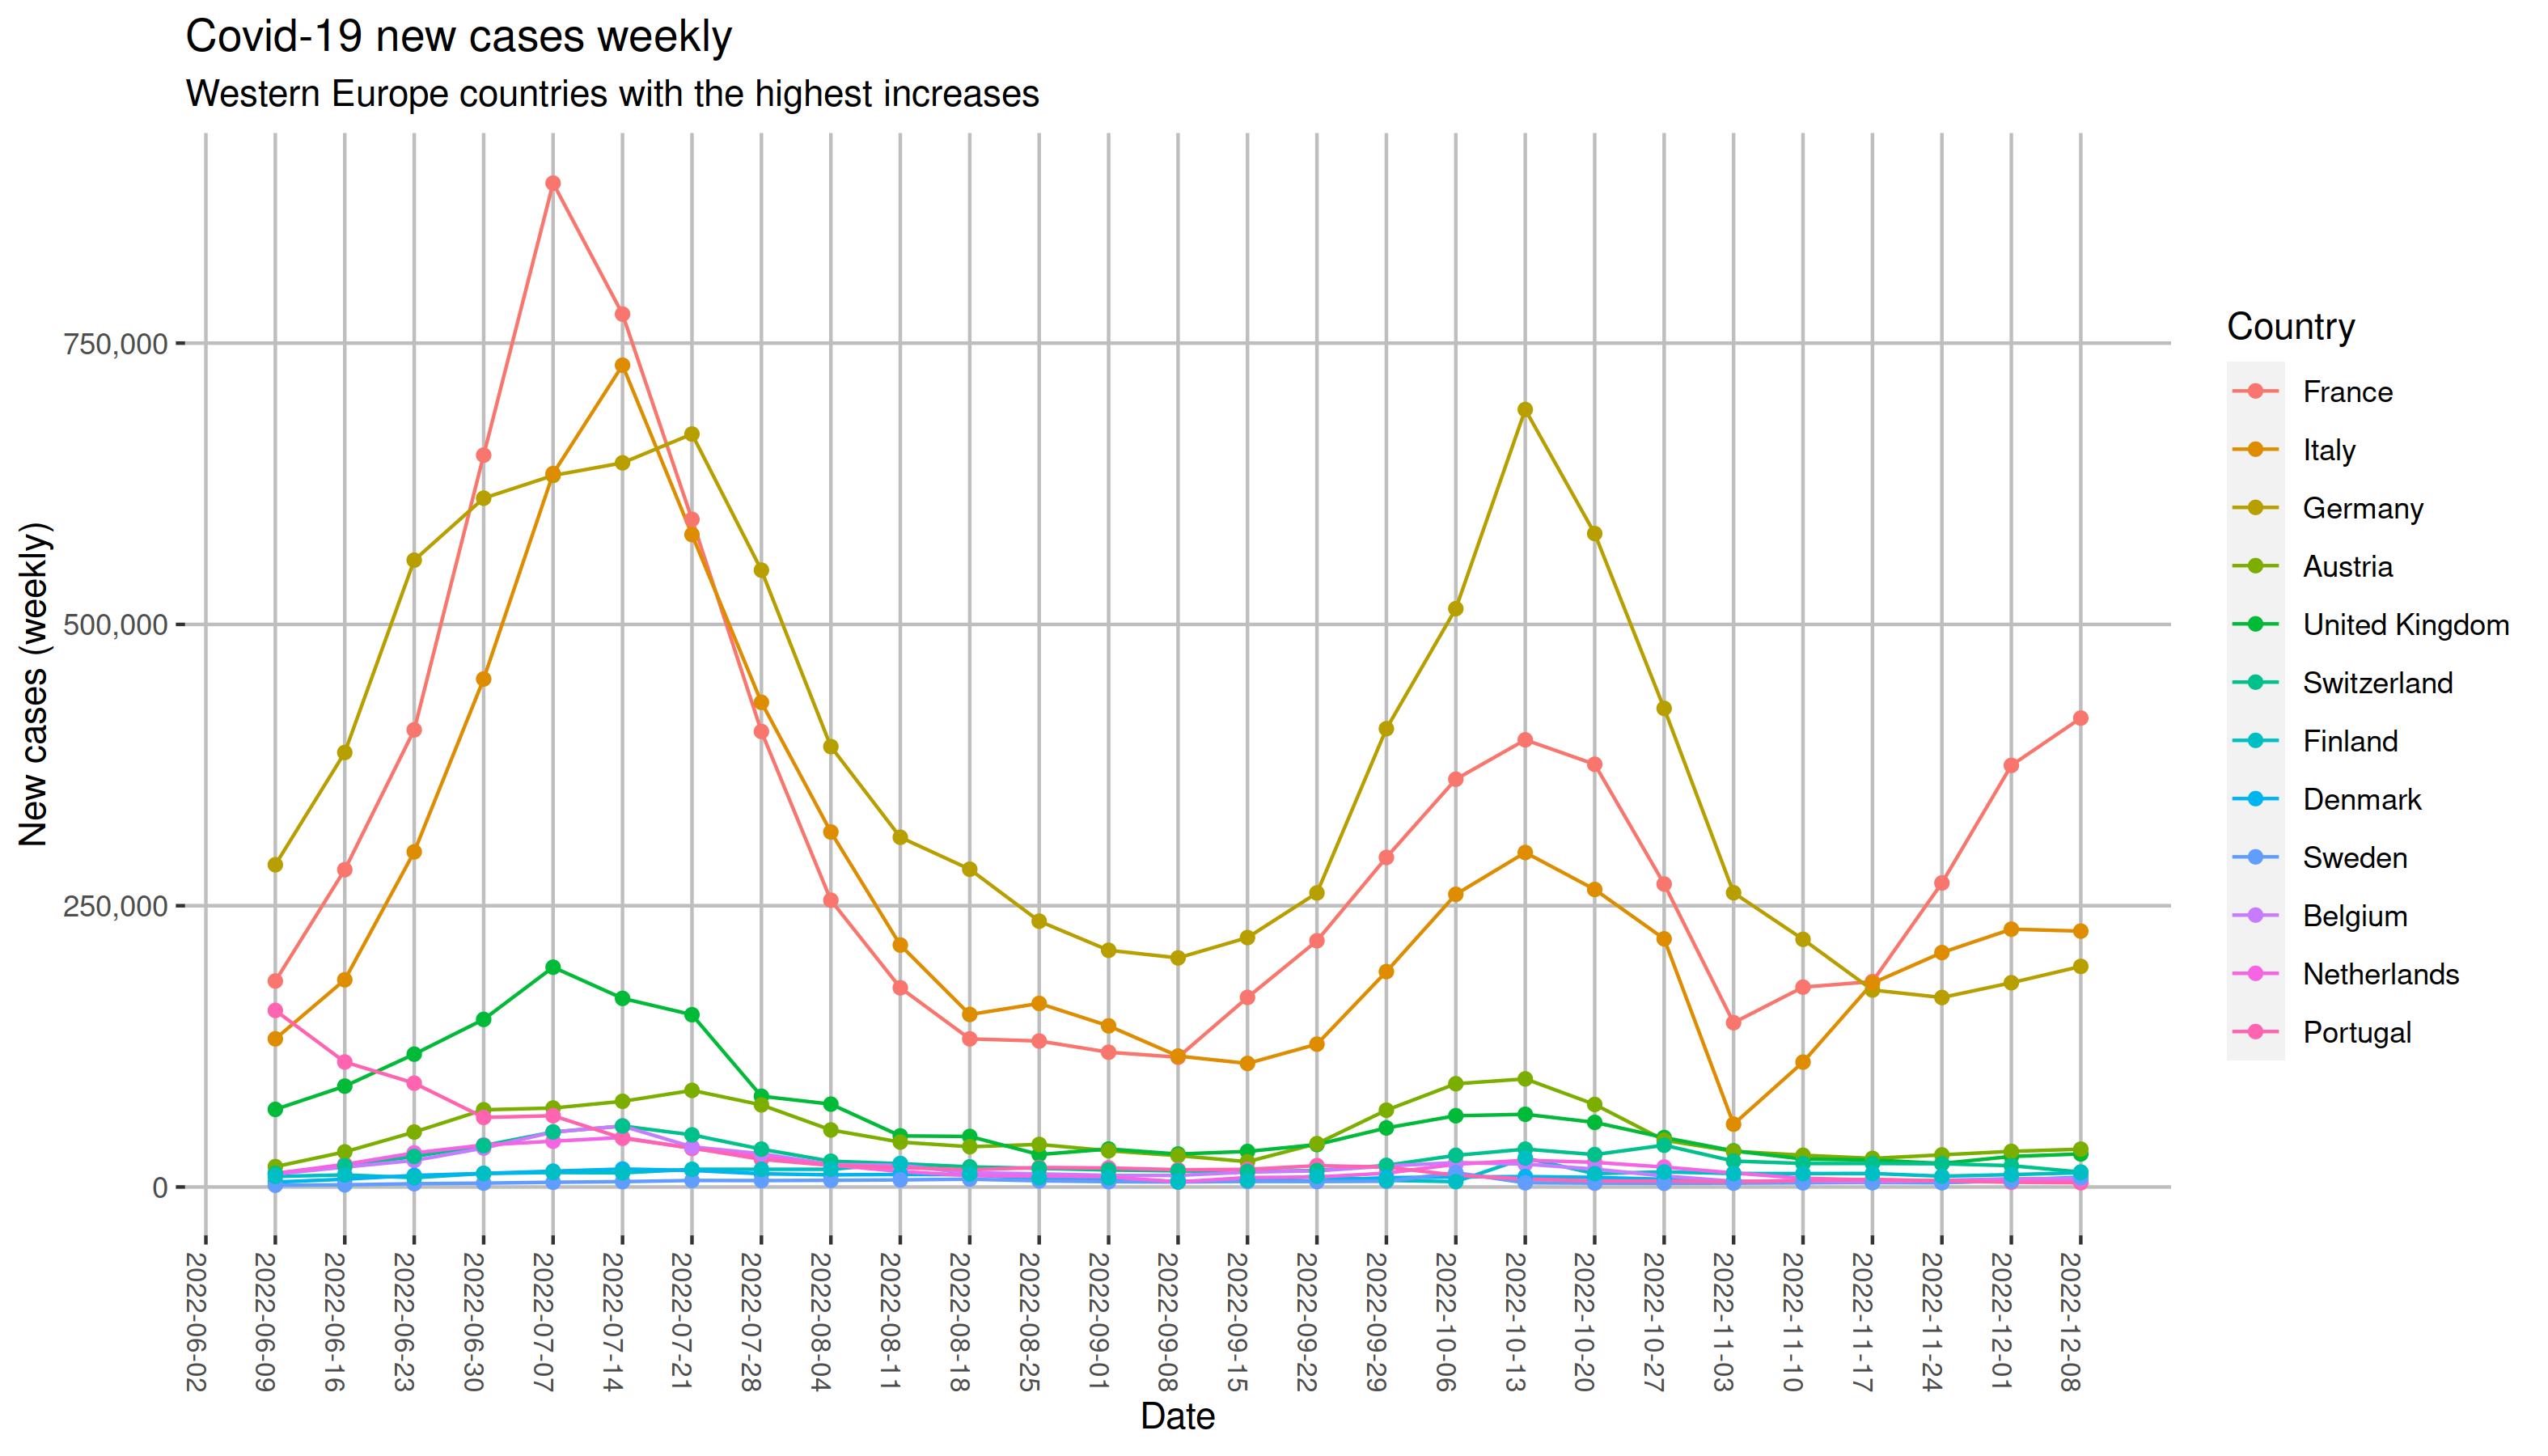 Covid-19 new cases weekly
Western Europe countries with the highest increases
New cases (weekly)
750,000
500,000
250,000
0
2022-06-02
2022-06-09
2022-06-16
2022-06-23
2022-06-30
2022-07-07
2022-07-14
2022-07-21
2022-07-28
2022-08-04
2022-08-11
2022-08-18
2022-08-25
2022-09-01
2022-09-08
2022-09-15
2022-09-22
2022-09-29
2022-10-06
2022-10-13
2022-10-20
2022-10-27
2022-11-03
2022-11-10
2022-11-17
2022-11-24
2022-12-01
2022-12-08
Date
Country
France
Italy
Germany
Austria
United Kingdom
Switzerland
Finland
Denmark
Sweden
Belgium
Netherlands
Portugal